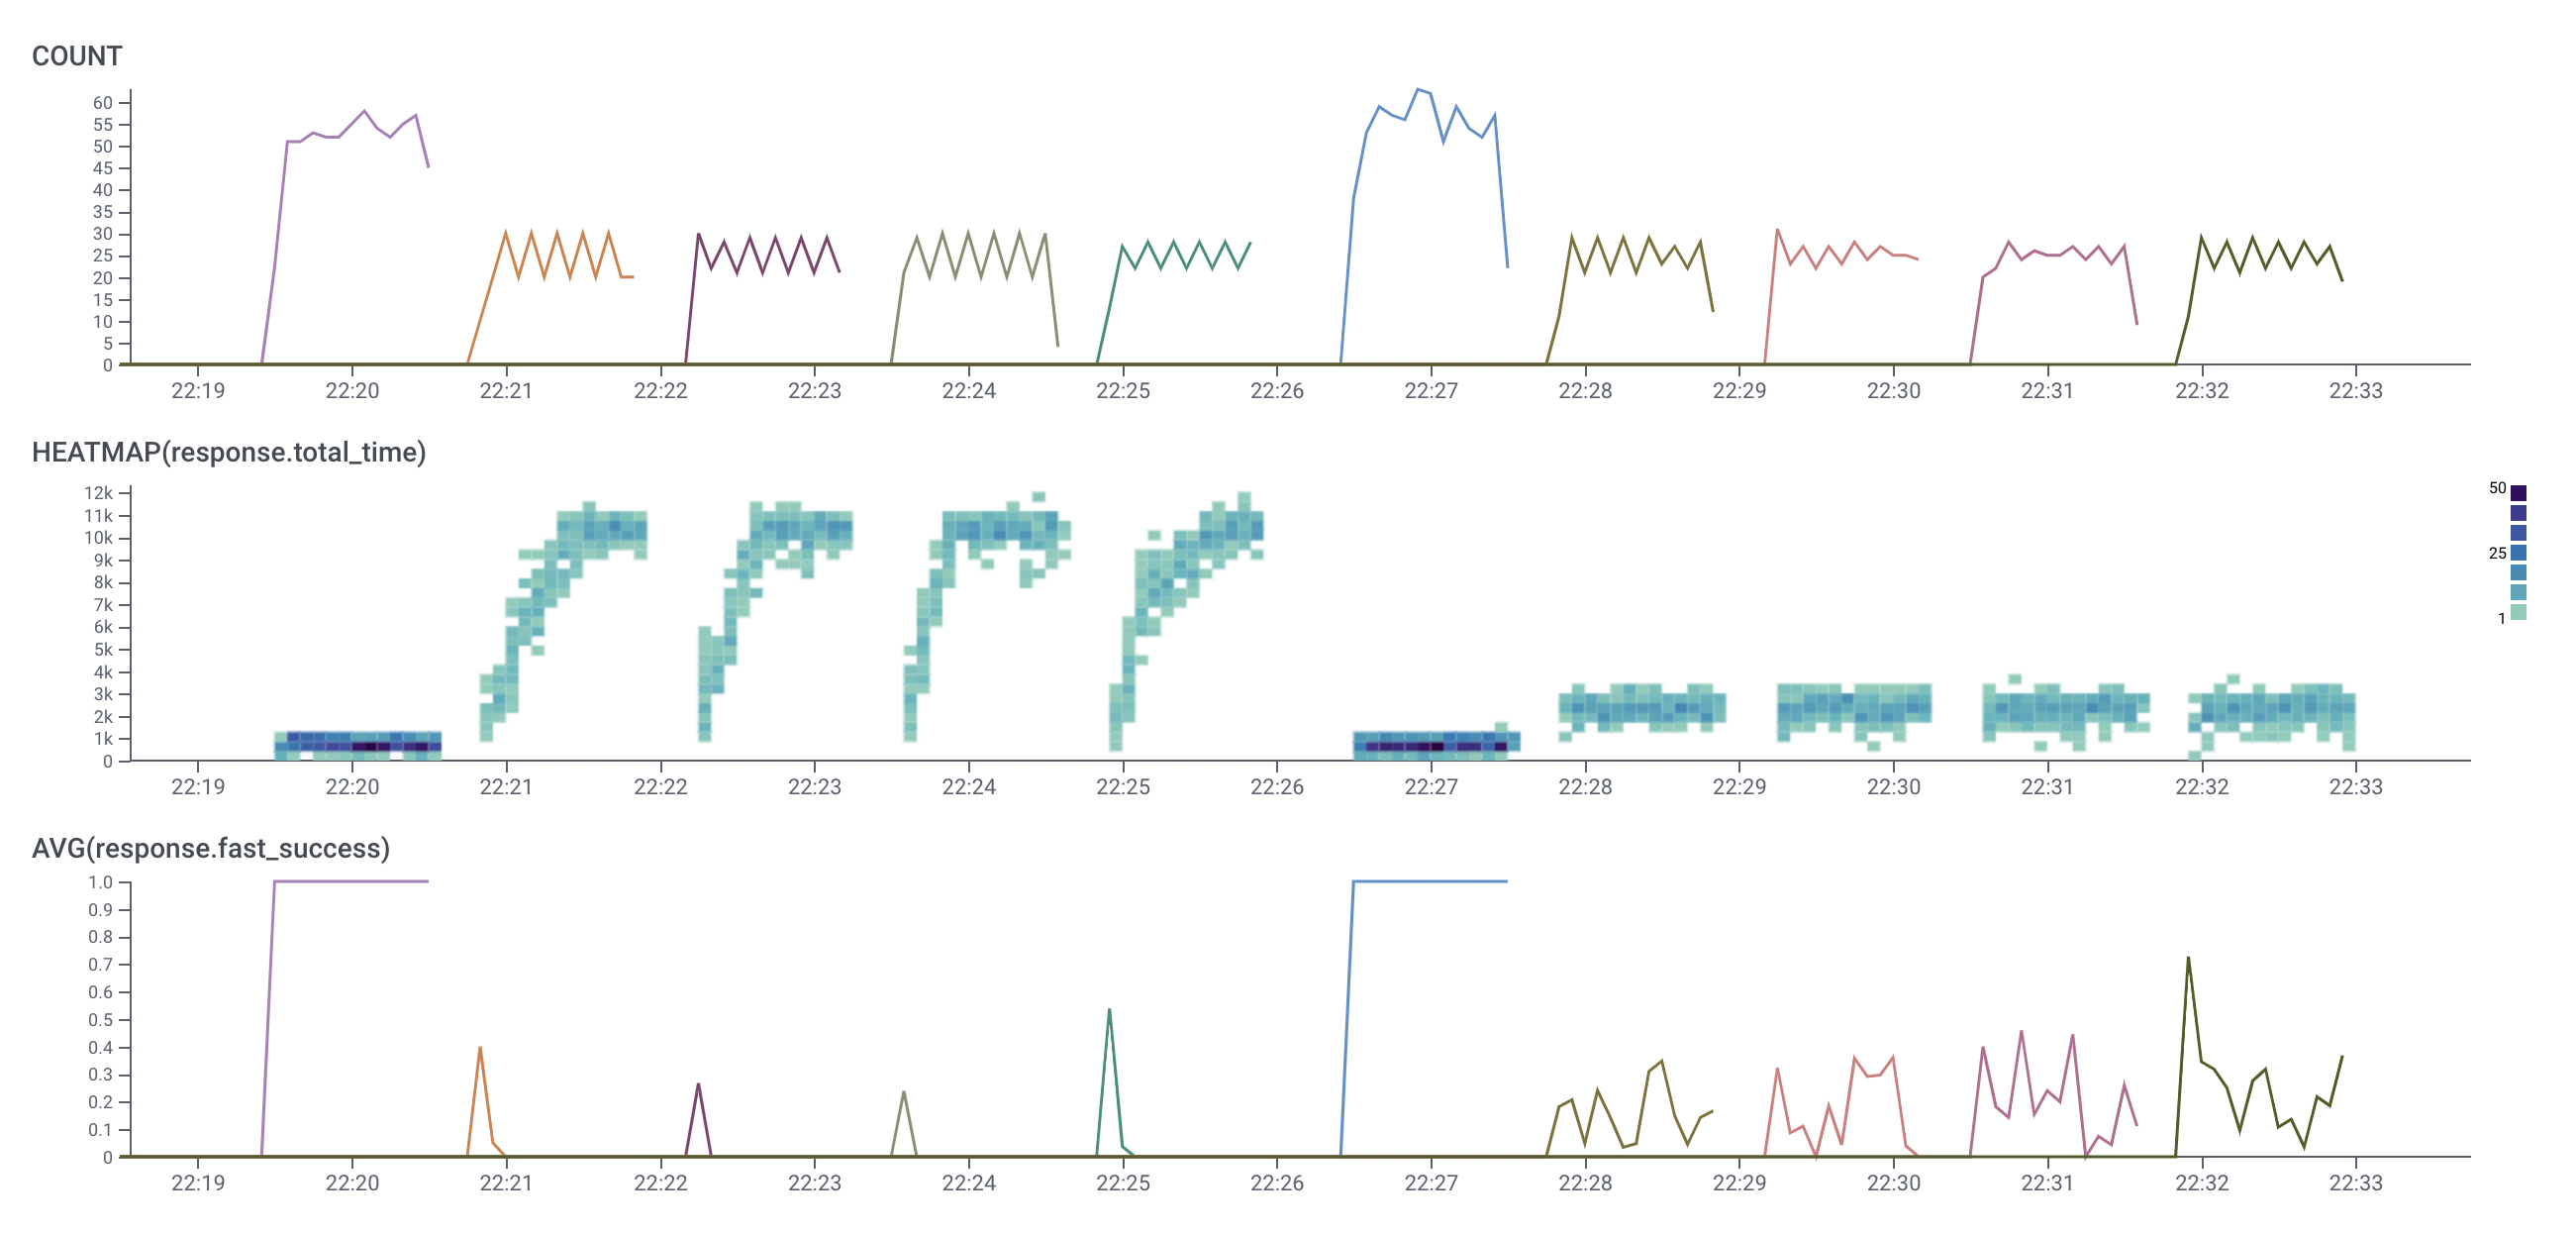 COUNT
60
55
50
45
40
35
30
25
20
15
10
5
0
22:19 22:20 22:21 22:22 22:23 22:24 22:25 22:26 22:27 22:28 22:29 22:30 22:31 22:32 22:33
HEATMAP(response.total_time)
12k
11k
10k
9k
8k
7k
6k
5k
4k
3k
2k
1k
0
50
25
1
22:19 22:20 22:21 22:22 22:23 22:24 22:25 22:26 22:27 22:28 22:29 22:30 22:31 22:32 22:33
AVG(response.fast_success)
1.0
0.9
0.8
0.7
0.6
0.5
0.4
0.3
0.2
0.1
0
22:19 22:20 22:21 22:22 22:23 22:24 22:25 22:26 22:27 22:28 22:29 22:30 22:31 22:32 22:33